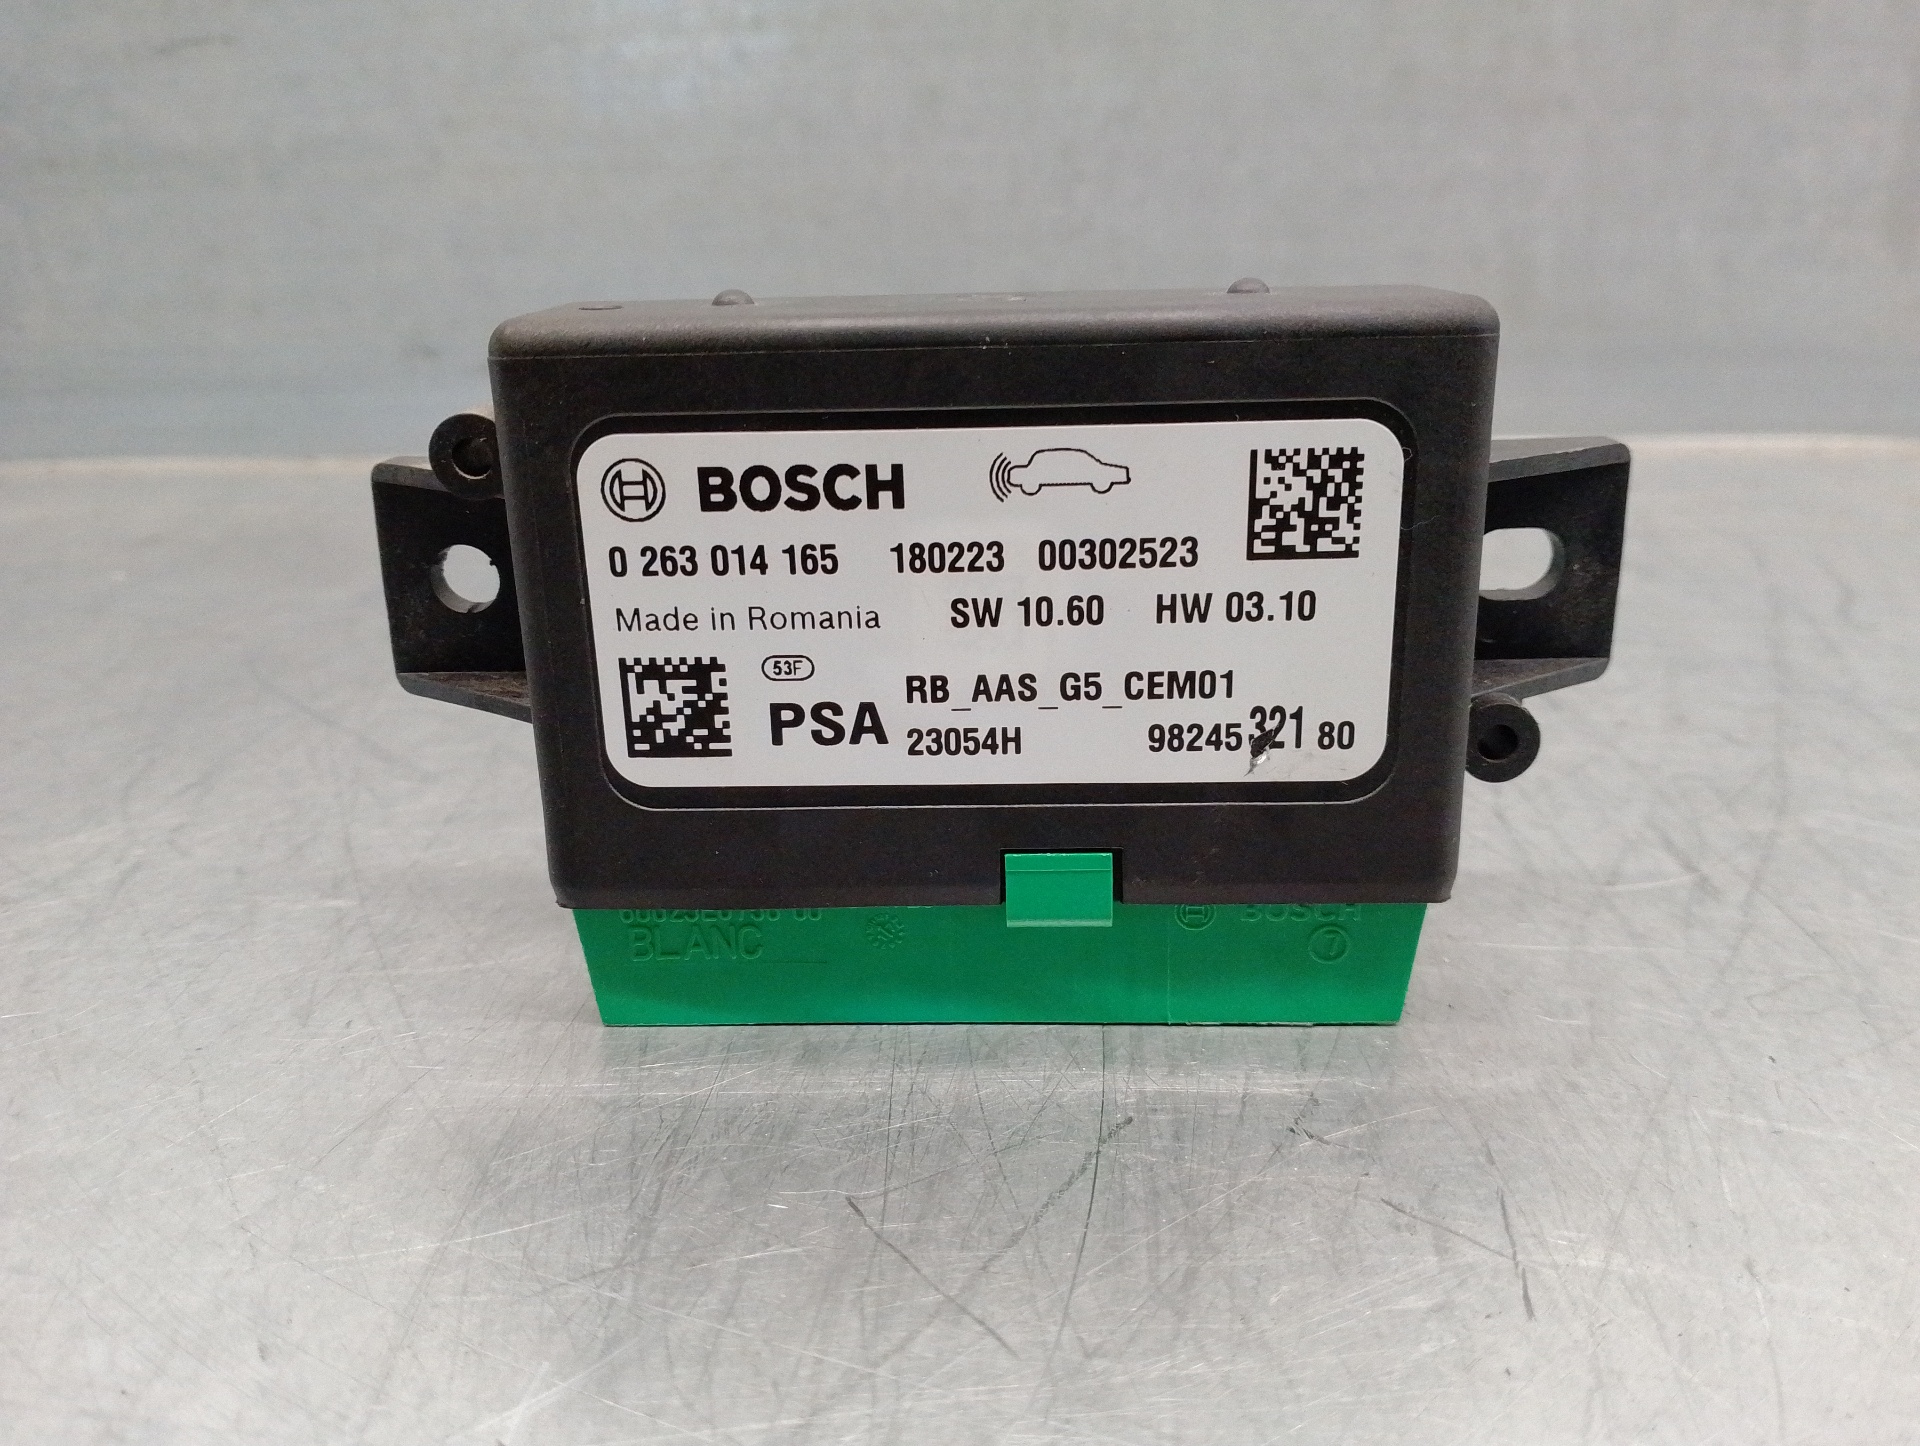 BOSCH
0 263 014 165 180223 00302523
Made in Romania SW 10.60 HW 03.10
53F
PSA RB_AAS_G5_CEM01
23054H 98245 321 80
BOSCH
BLANC
7